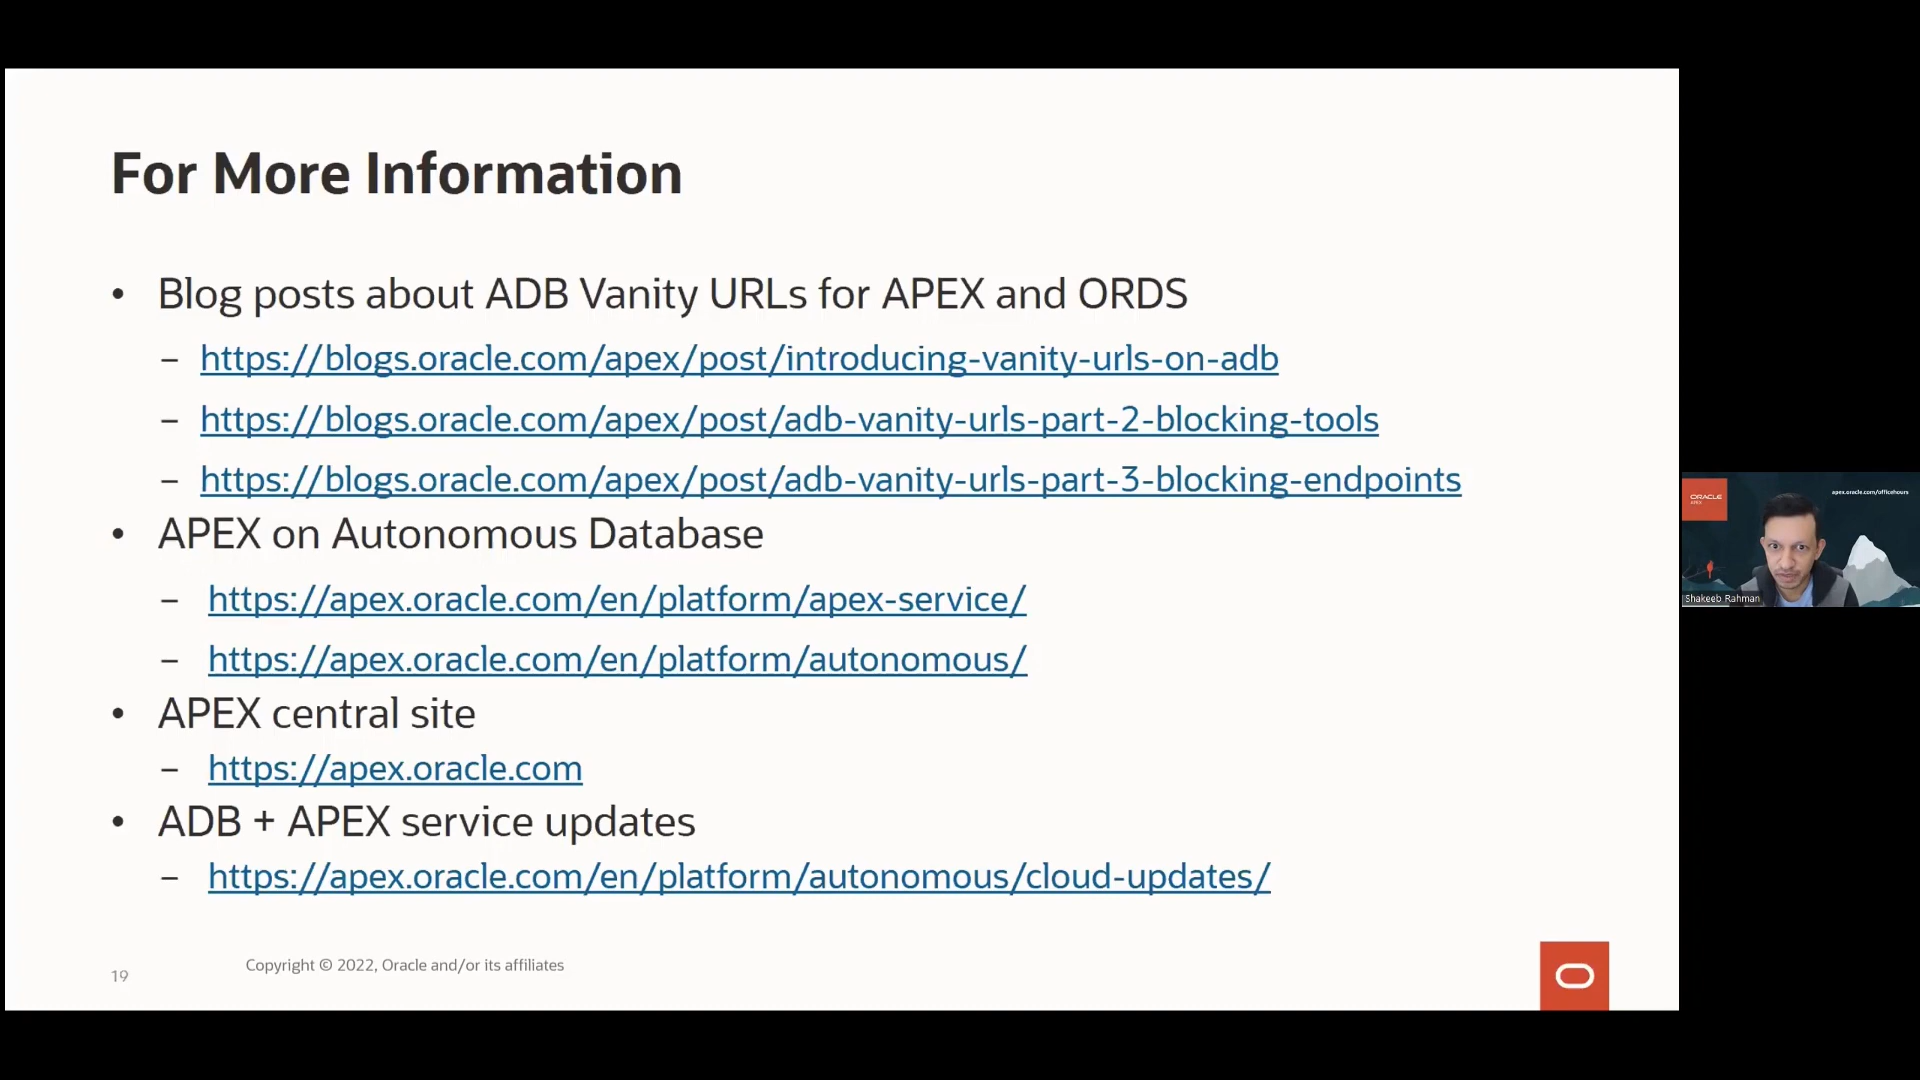 For More Information
• Blog posts about ADB Vanity URLs for APEX and ORDS
– https://blogs.oracle.com/apex/post/introducing-vanity-urls-on-adb
– https://blogs.oracle.com/apex/post/adb-vanity-urls-part-2-blocking-tools
– https://blogs.oracle.com/apex/post/adb-vanity-urls-part-3-blocking-endpoints
• APEX on Autonomous Database
– https://apex.oracle.com/en/platform/apex-service/
– https://apex.oracle.com/en/platform/autonomous/
• APEX central site
– https://apex.oracle.com
• ADB + APEX service updates
– https://apex.oracle.com/en/platform/autonomous/cloud-updates/
19
Copyright © 2022, Oracle and/or its affiliates
ORACLE
APEX
apex.oracle.com/officehours
Shakeeb Rahman